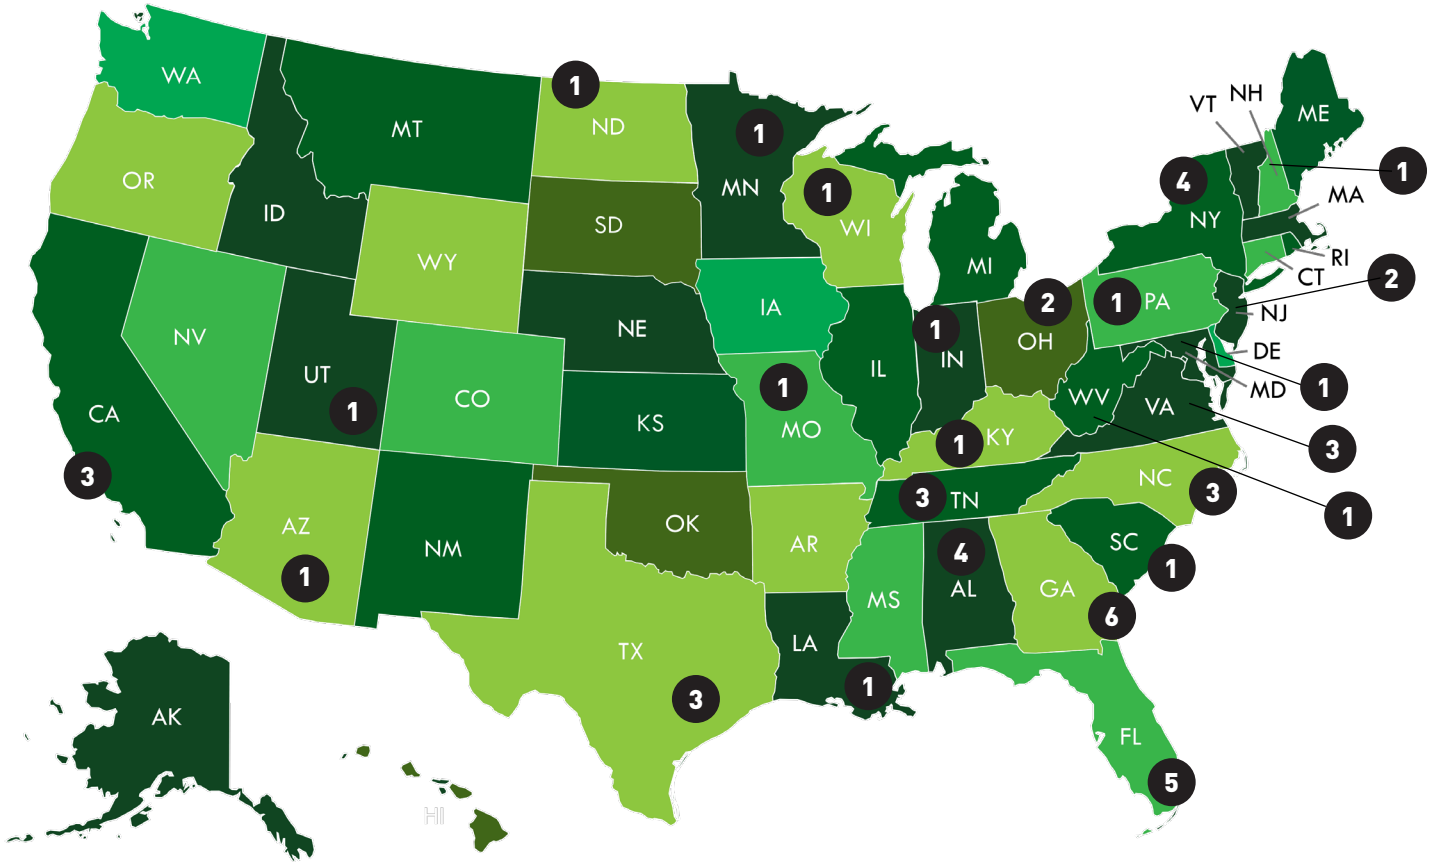 WA
OR
CA
3
NV
ID
MT
WY
UT
1
AZ
1
CO
NM
1
ND
SD
NE
KS
OK
TX
3
1
MN
IA
1
MO
AR
LA
1
1
WI
IL
MI
1
IN
2
OH
1
KY
3
TN
MS
4
AL
GA
6
FL
5
SC
1
NC
3
VA
3
WV
1
1
PA
4
NY
VT
NH
1
ME
MA
RI
CT
2
NJ
DE
MD
1
AK
HI